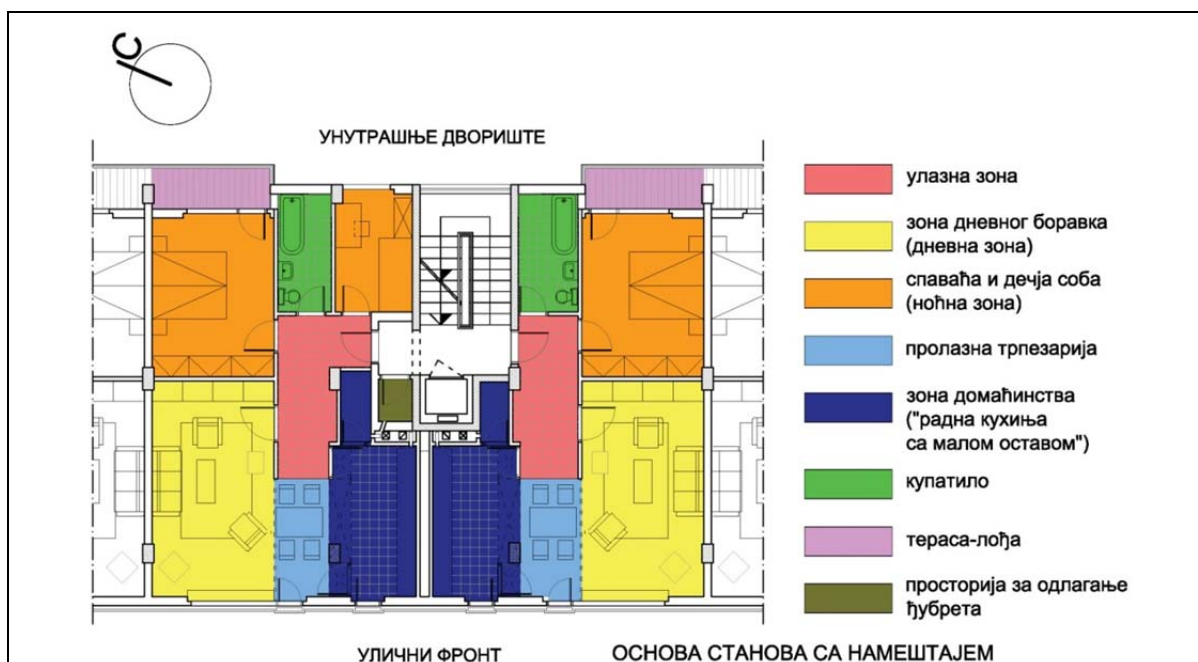 С
УНУТРАШЊЕ ДВОРИШТЕ
улазна зона
зона дневног боравка
(дневна зона)
спаваћа и дечја соба
(ноћна зона)
пролазна трпезарија
зона домаћинства
("радна кухиња
са малом оставом")
купатило
тераса-лођа
просторија за одлагање
ђубрета
УЛИЧНИ ФРОНТ
ОСНОВА СТАНОВА СА НАМЕШТАЈЕМ